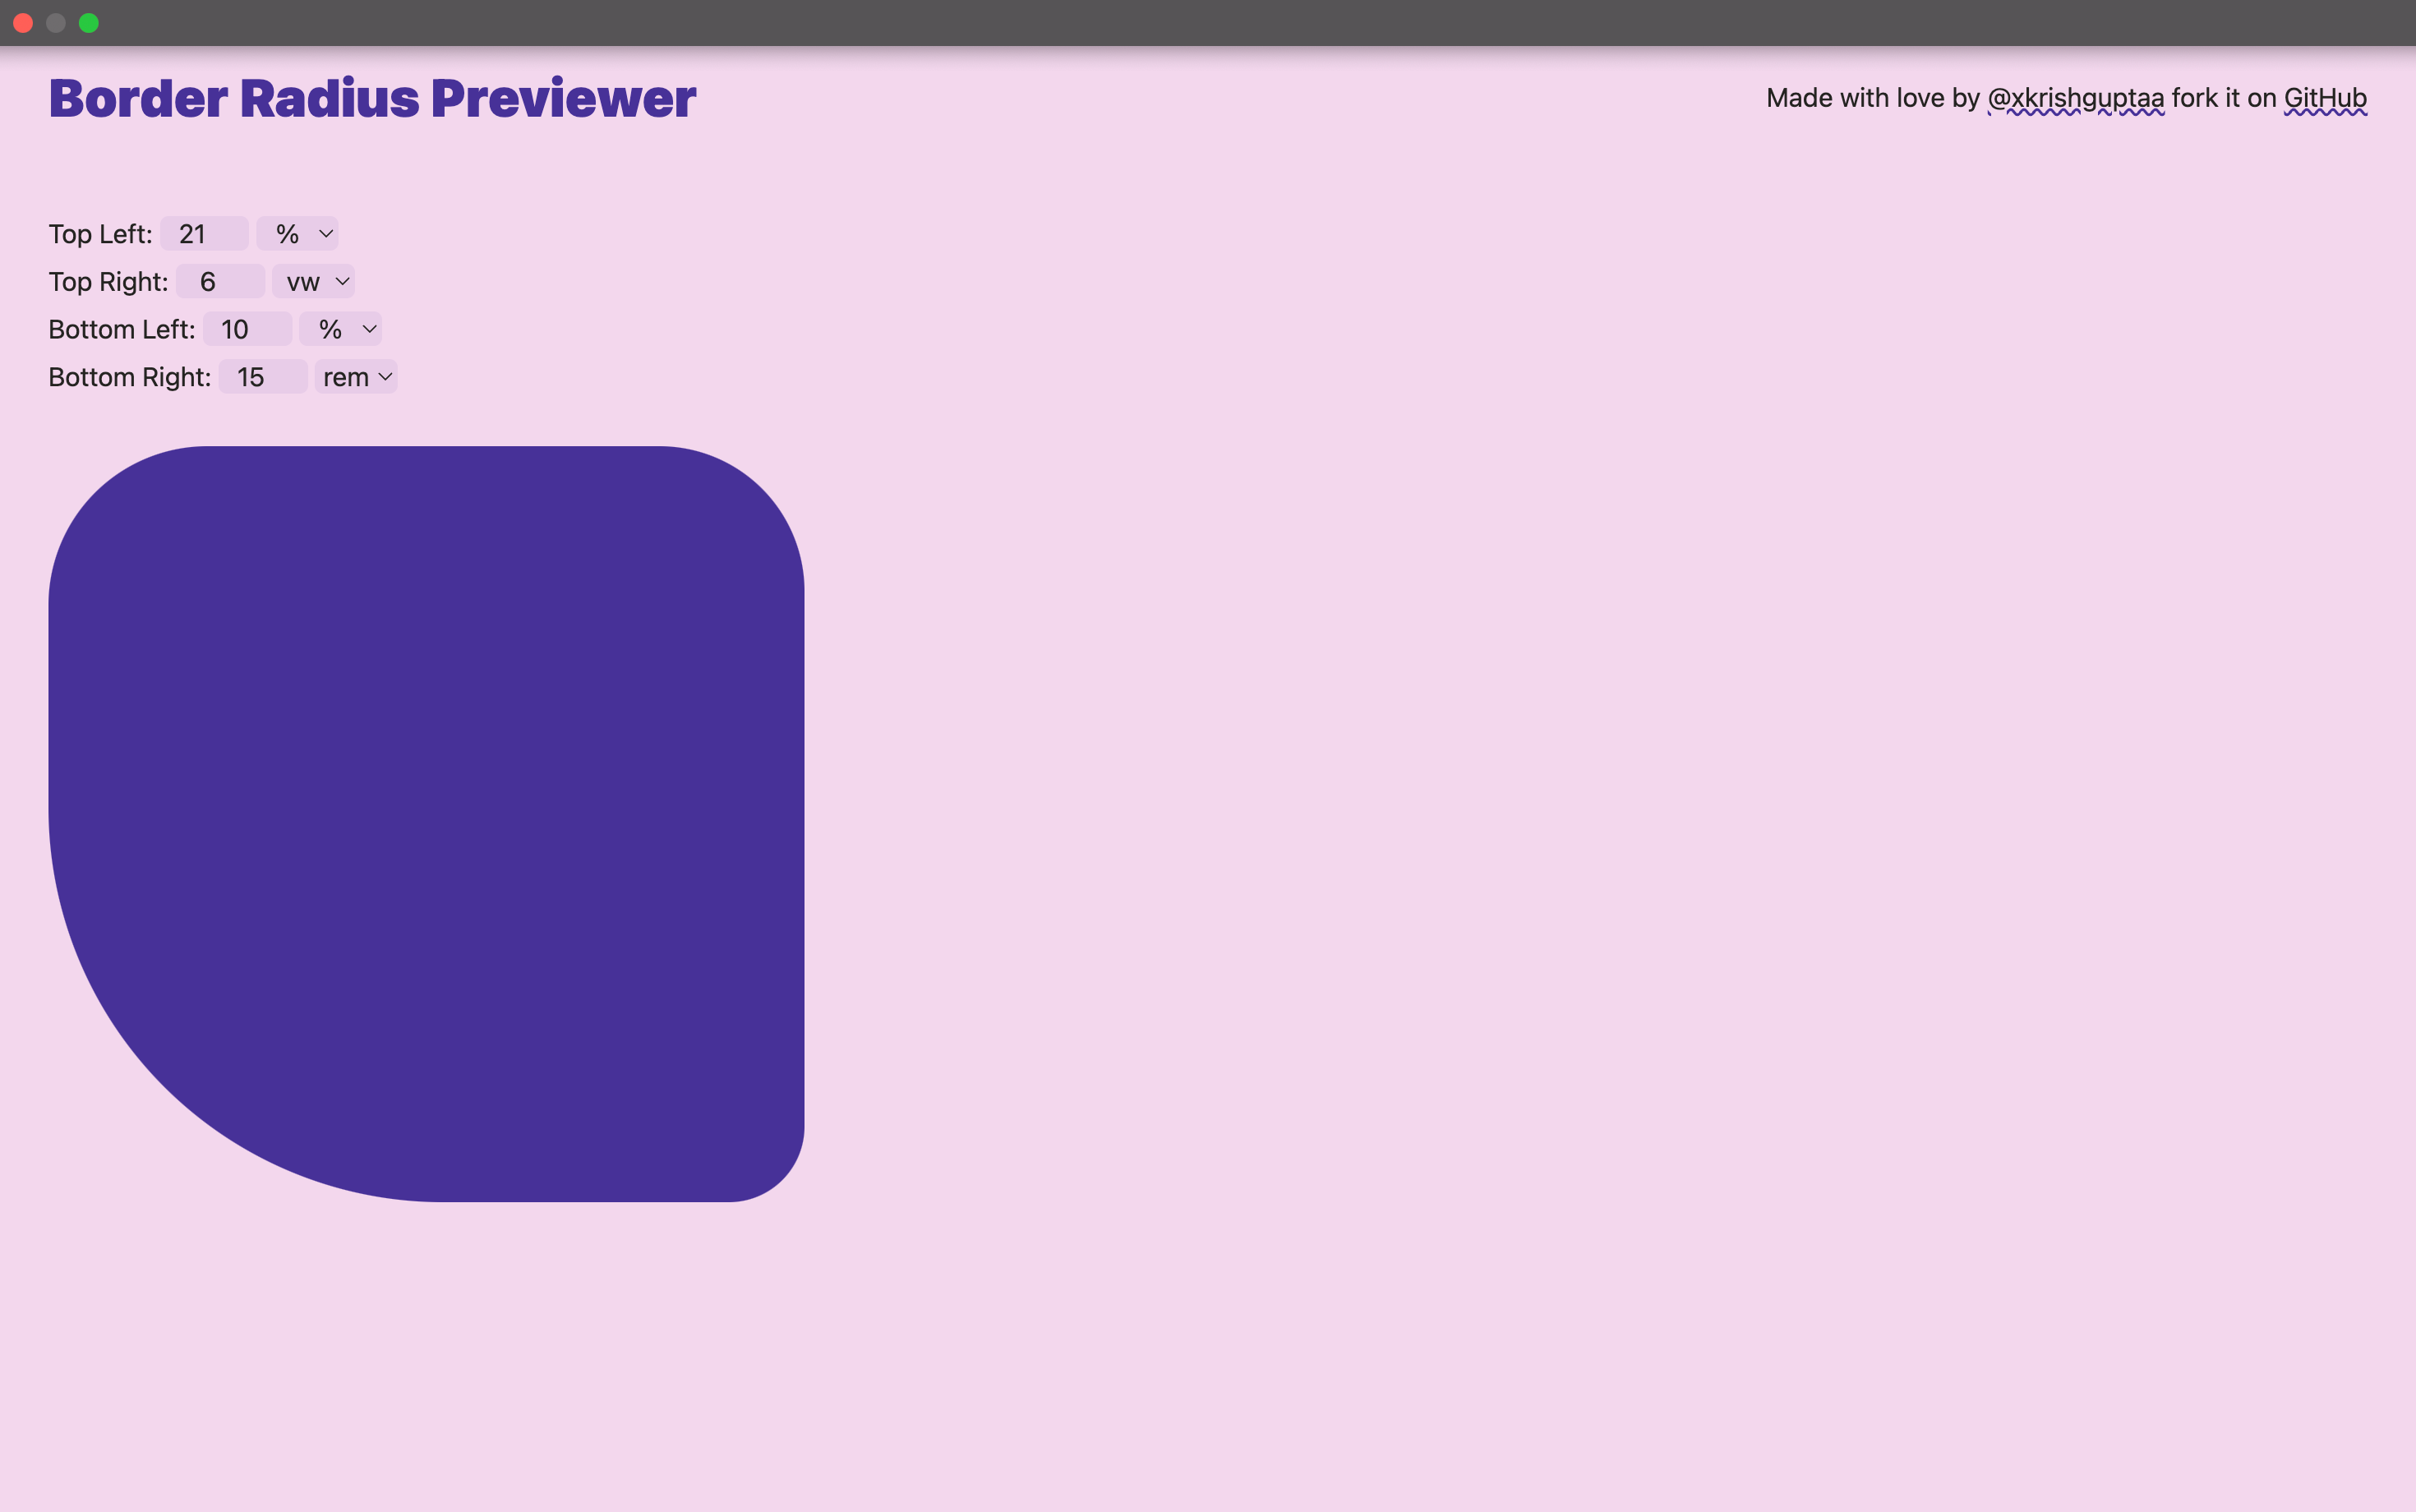 Border Radius Previewer
Made with love by @xkrishguptaa fork it on GitHub
Top Left: 21 %
Top Right: 6 vw
Bottom Left: 10 %
Bottom Right: 15 rem